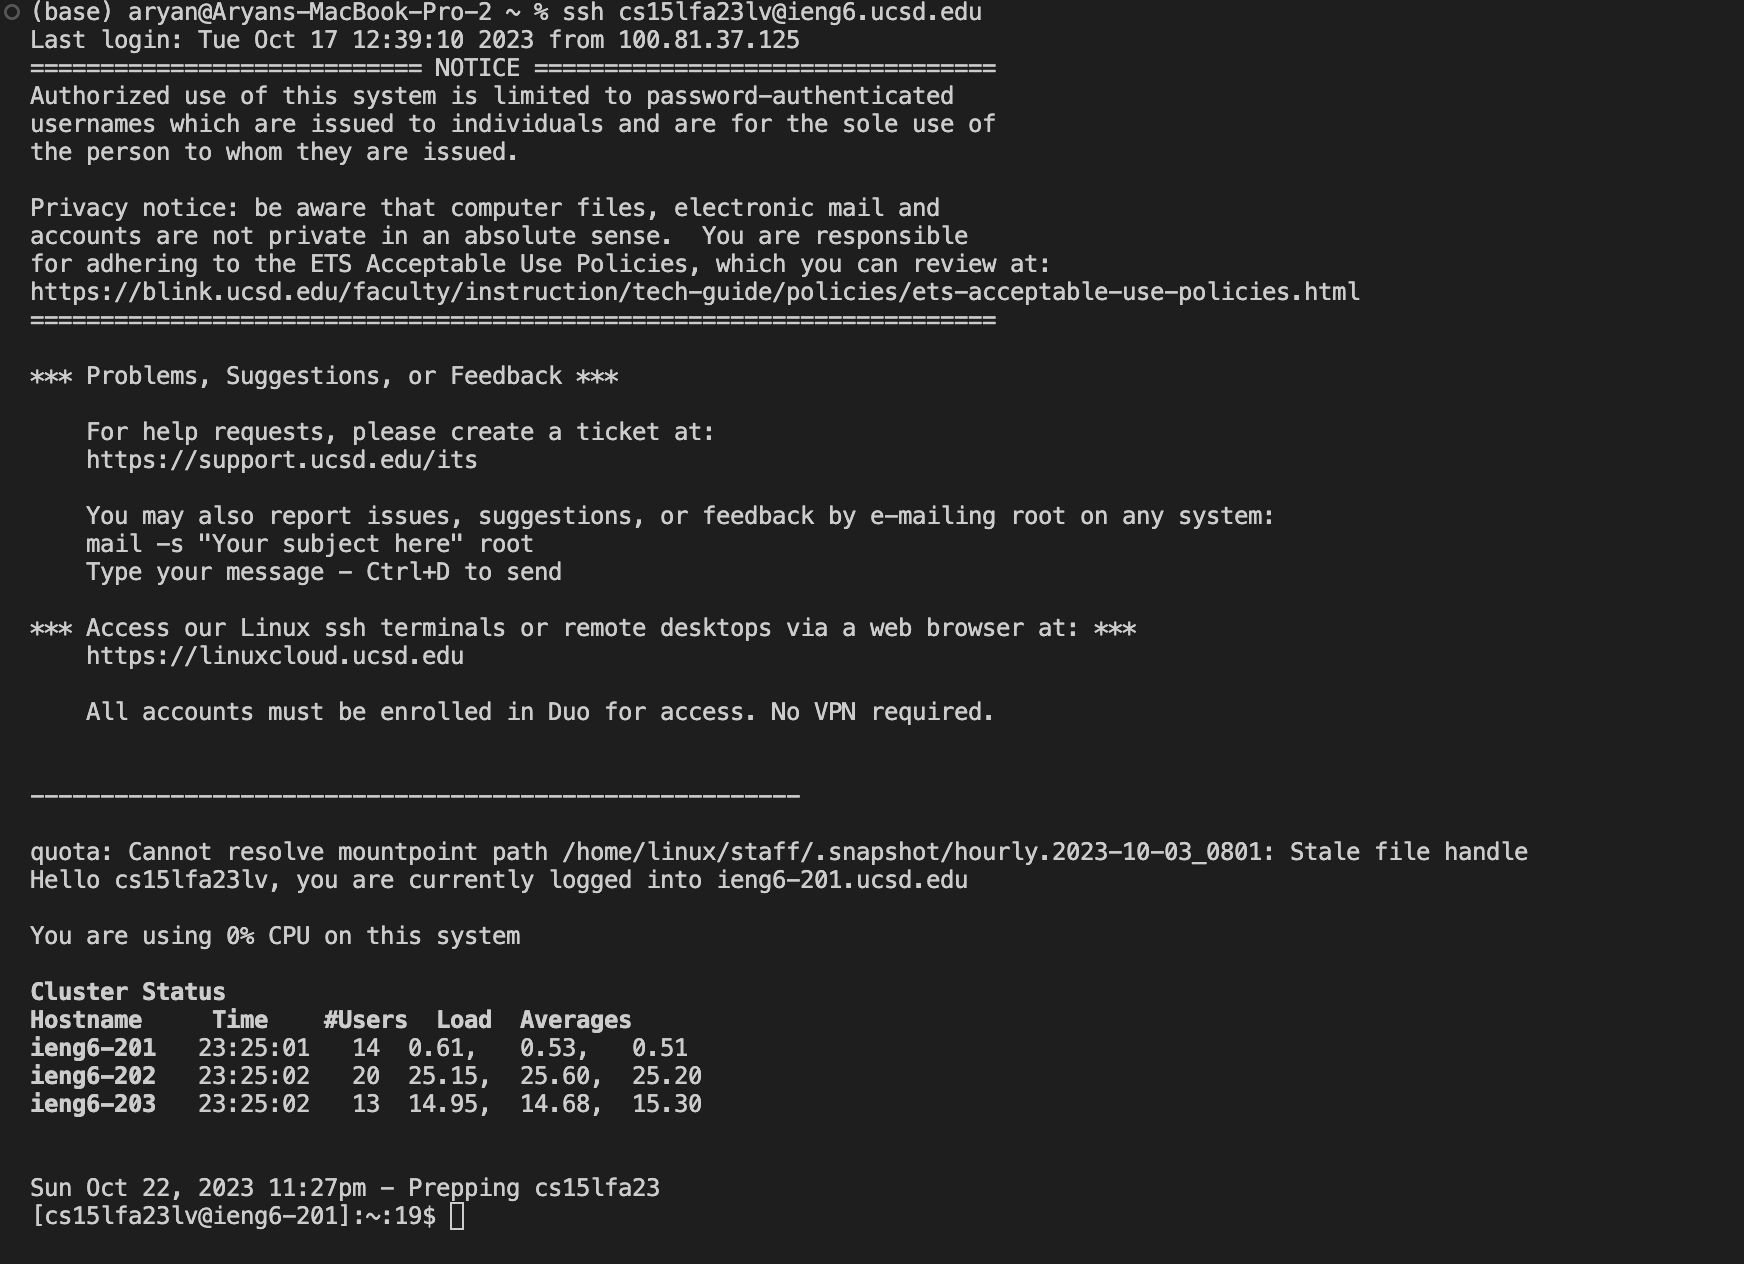 (base) aryan@Aryans-MacBook-Pro-2 ~ % ssh cs15lfa23lv@ieng6.ucsd.edu
Last login: Tue Oct 17 12:39:10 2023 from 100.81.37.125
============================ NOTICE =================================
Authorized use of this system is limited to password-authenticated
usernames which are issued to individuals and are for the sole use of
the person to whom they are issued.

Privacy notice: be aware that computer files, electronic mail and
accounts are not private in an absolute sense.  You are responsible
for adhering to the ETS Acceptable Use Policies, which you can review at:
https://blink.ucsd.edu/faculty/instruction/tech-guide/policies/ets-acceptable-use-policies.html
=====================================================================

*** Problems, Suggestions, or Feedback ***

    For help requests, please create a ticket at:
    https://support.ucsd.edu/its

    You may also report issues, suggestions, or feedback by e-mailing root on any system:
    mail -s "Your subject here" root
    Type your message - Ctrl+D to send

*** Access our Linux ssh terminals or remote desktops via a web browser at: ***
    https://linuxcloud.ucsd.edu

    All accounts must be enrolled in Duo for access. No VPN required.

-------------------------------------------------------

quota: Cannot resolve mountpoint path /home/linux/staff/.snapshot/hourly.2023-10-03_0801: Stale file handle
Hello cs15lfa23lv, you are currently logged into ieng6-201.ucsd.edu

You are using 0% CPU on this system

Cluster Status
Hostname     Time    #Users  Load  Averages
ieng6-201   23:25:01   14  0.61,   0.53,   0.51
ieng6-202   23:25:02   20  25.15,  25.60,  25.20
ieng6-203   23:25:02   13  14.95,  14.68,  15.30

Sun Oct 22, 2023 11:27pm - Prepping cs15lfa23
[cs15lfa23lv@ieng6-201]:~:19$